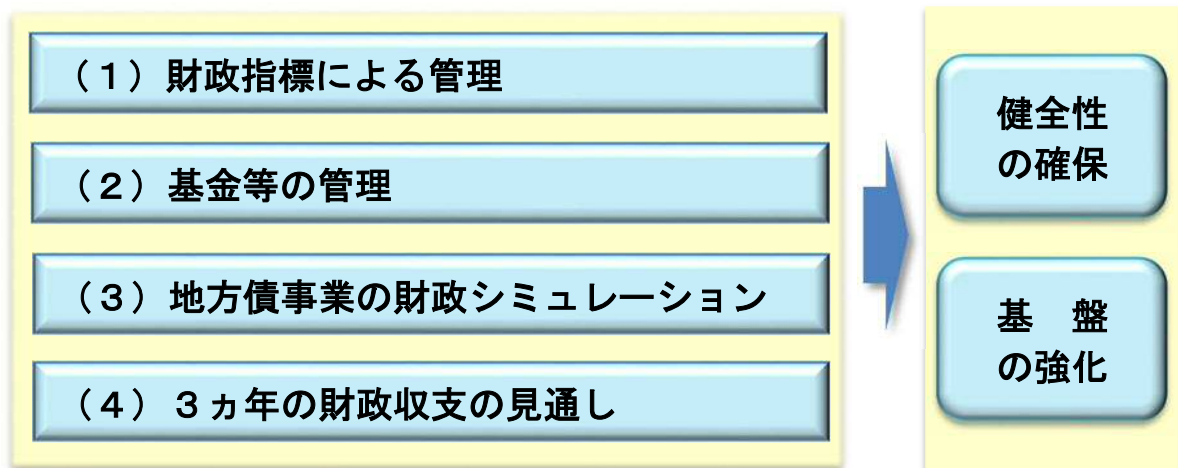 （１）財政指標による管理
（２）基金等の管理
（３）地方債事業の財政シミュレーション
（４）３ヵ年の財政収支の見通し
健全性
の確保
基　盤
の強化